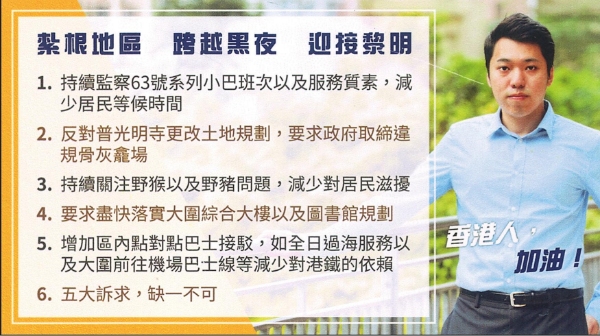 紮根地區 跨越黑夜 迎接黎明
1. 持續監察63號系列小巴班次以及服務質素，減
少居民等候時間
2. 反對普光明寺更改土地規劃，要求政府取締違
規骨灰龕場
3. 持續關注野猴以及野豬問題，減少對居民滋擾
4. 要求盡快落實大圍綜合大樓以及圖書館規劃
5. 增加區內點對點巴士接駁，如全日過海服務以
及大圍前往機場巴士線等減少對港鐵的依賴
6. 五大訴求，缺一不可
香港人，
加油！